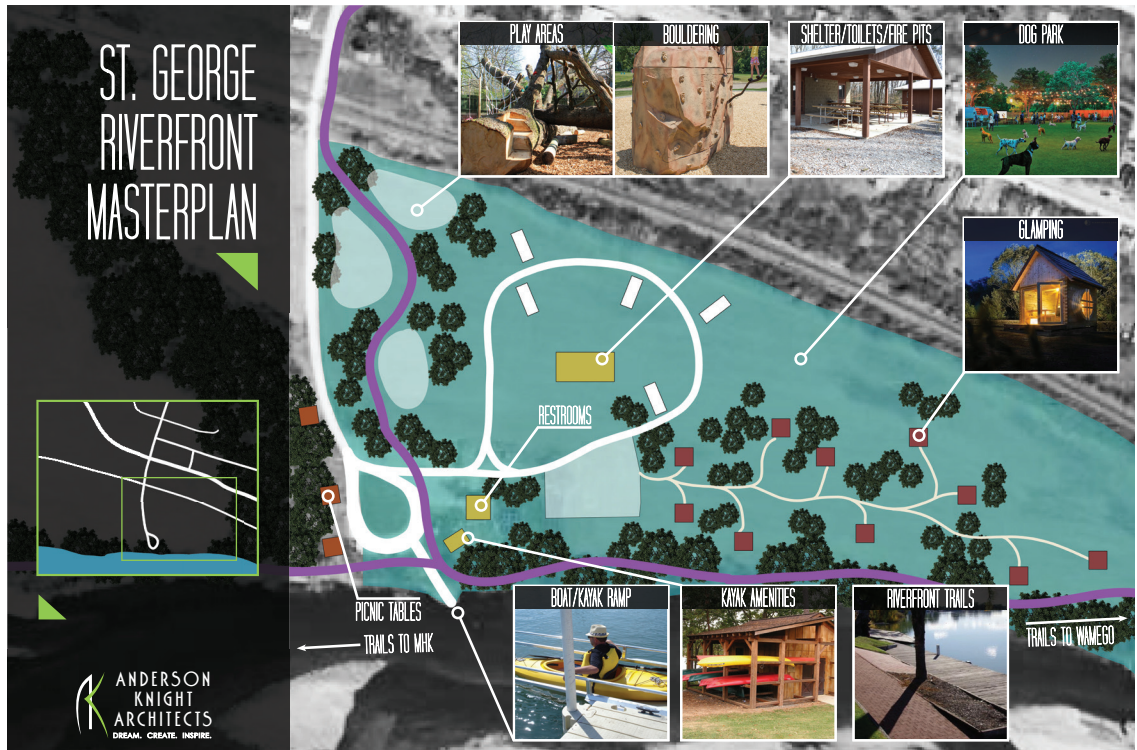 ST. GEORGE
RIVERFRONT
MASTERPLAN
PLAY AREAS
BOULDERING
SHELTER/TOILETS/FIRE PITS
DOG PARK
GLAMPING
RESTROOMS
PICNIC TABLES
TRAILS TO MHK
BOAT/KAYAK RAMP
KAYAK AMENITIES
RIVERFRONT TRAILS
TRAILS TO WAMEGO
ANDERSON
KNIGHT
ARCHITECTS
DREAM. CREATE. INSPIRE.